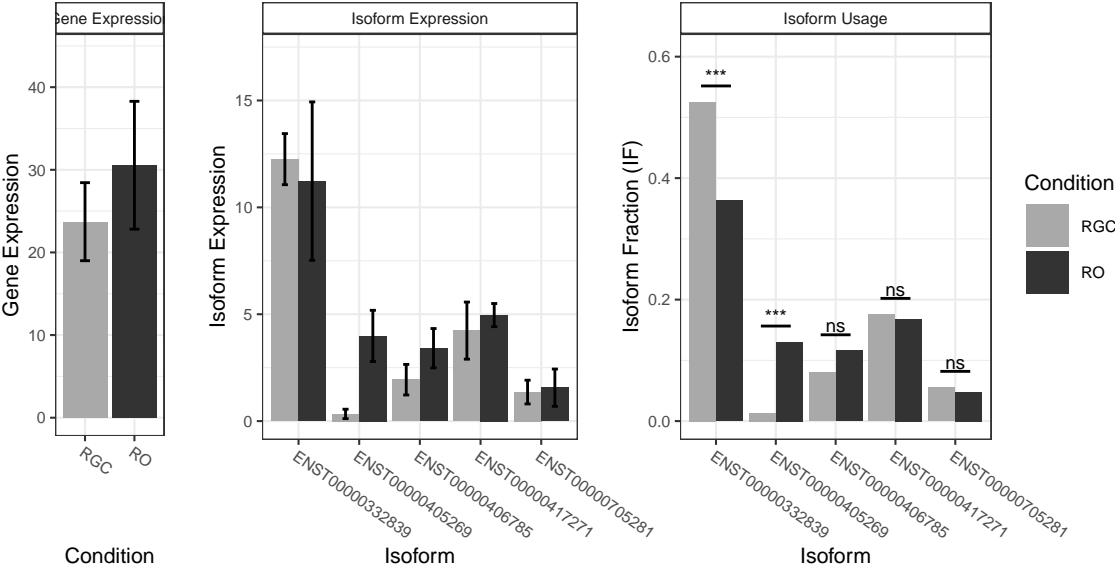 Gene Expression
Isoform Expression
Isoform Usage
Gene Expression
40
30
20
10
0
RGC
RO
Condition
Isoform Expression
15
10
5
0
ENST00000332839
ENST00000405269
ENST00000406785
ENST00000417271
ENST00000705281
Isoform
Isoform Fraction (IF)
0.6
0.4
0.2
0.0
***
***
ns
ns
ns
ENST00000332839
ENST00000405269
ENST00000406785
ENST00000417271
ENST00000705281
Isoform
Condition
RGC
RO